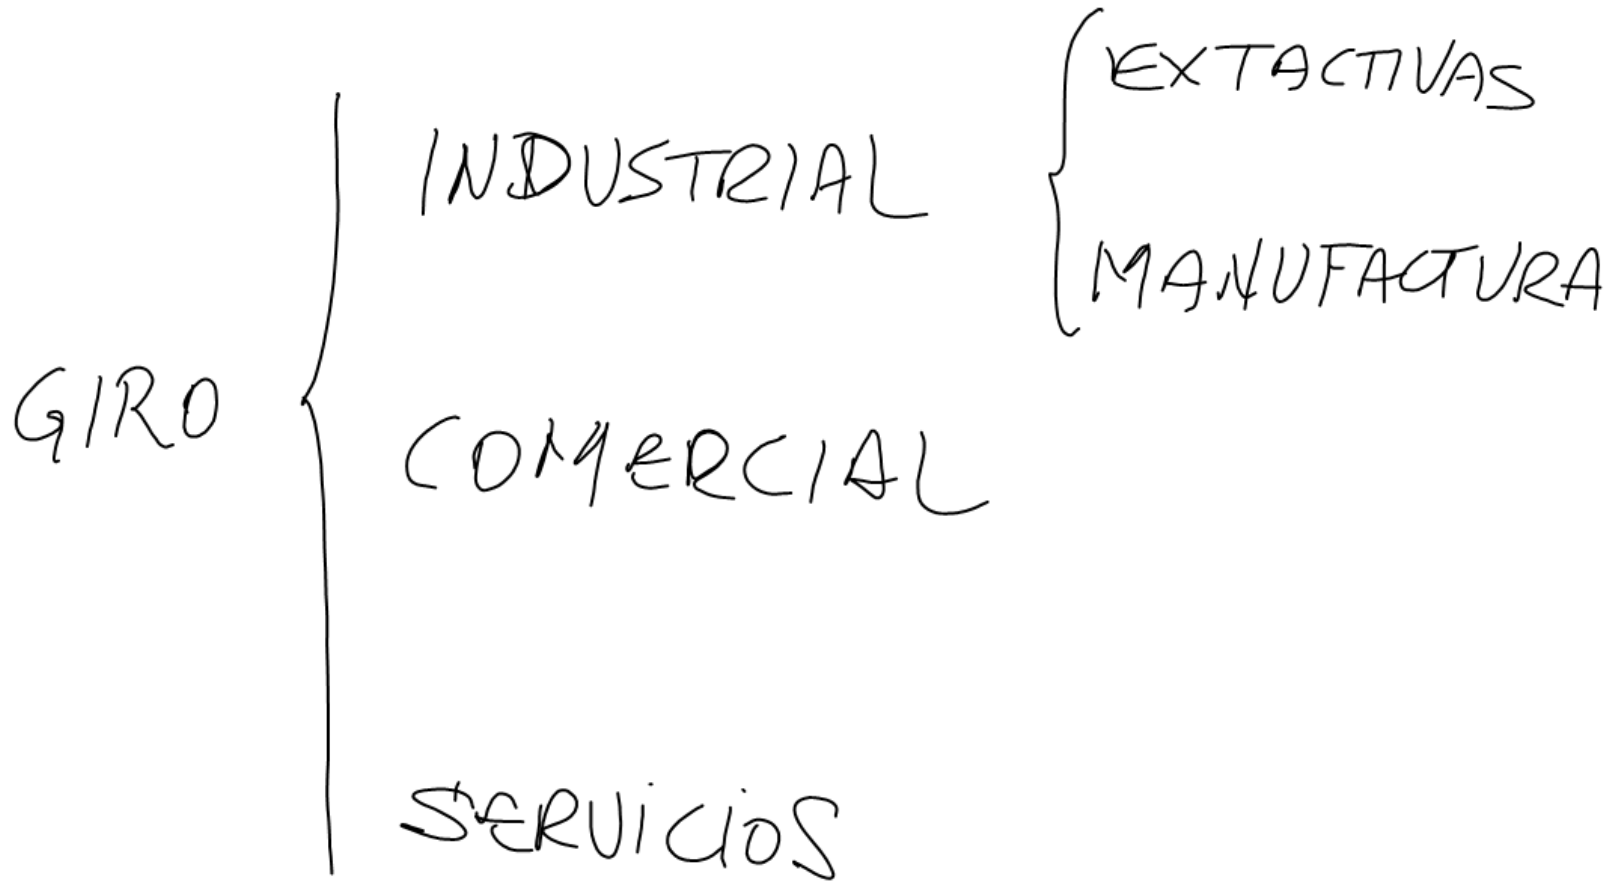 EXTACTIVAS
INDUSTRIAL
MANUFACTURA
GIRO
COMERCIAL
SERVICIOS